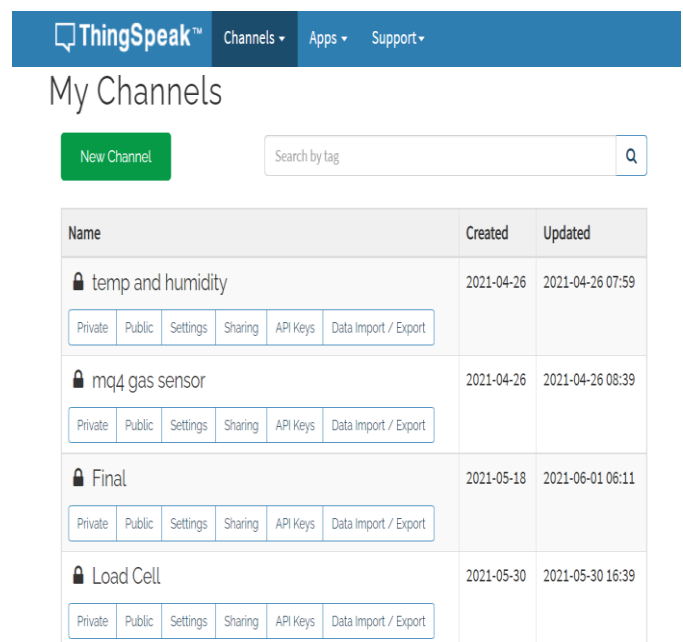 ThingSpeak™ Channels Apps Support
My Channels
New Channel Search by tag
Name Created Updated
temp and humidity 2021-04-26 2021-04-26 07:59
Private Public Settings Sharing API Keys Data Import / Export
mq4 gas sensor 2021-04-26 2021-04-26 08:39
Private Public Settings Sharing API Keys Data Import / Export
Final 2021-05-18 2021-06-01 06:11
Private Public Settings Sharing API Keys Data Import / Export
Load Cell 2021-05-30 2021-05-30 16:39
Private Public Settings Sharing API Keys Data Import / Export